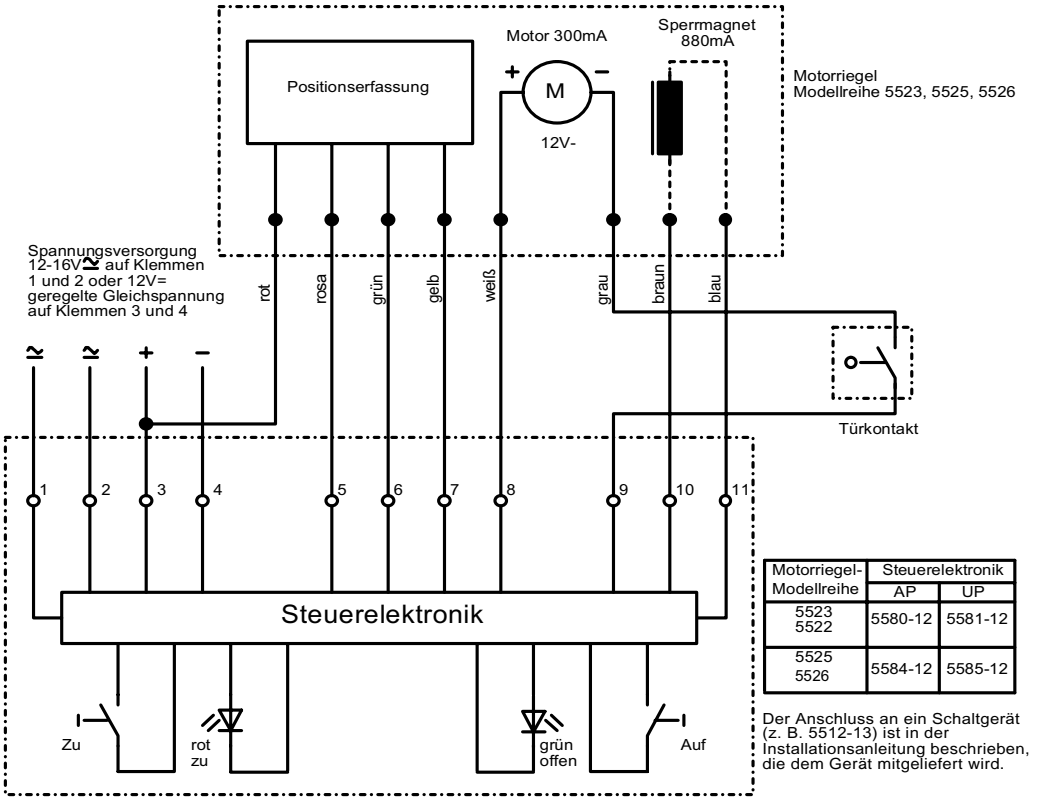 Motor 300mA
Sperrmagnet
880mA
Positionserfassung
+
M
−
12V-
Motorriegel
Modellreihe 5523, 5525, 5526
Spannungsversorgung
12-16V≃ auf Klemmen
1 und 2 oder 12V=
geregelte Gleichspannung
auf Klemmen 3 und 4
rot
rosa
grün
gelb
weiß
grau
braun
blau
≃ ≃ + −
Türkontakt
1 2 3 4 5 6 7 8 9 10 11
Steuerelektronik
Zu
rot
zu
grün
offen
Auf
Motorriegel-
Modellreihe
Steuerelektronik
AP UP
5523
5522
5580-12 5581-12
5525
5526
5584-12 5585-12
Der Anschluss an ein Schaltgerät
(z. B. 5512-13) ist in der
Installationsanleitung beschrieben,
die dem Gerät mitgeliefert wird.